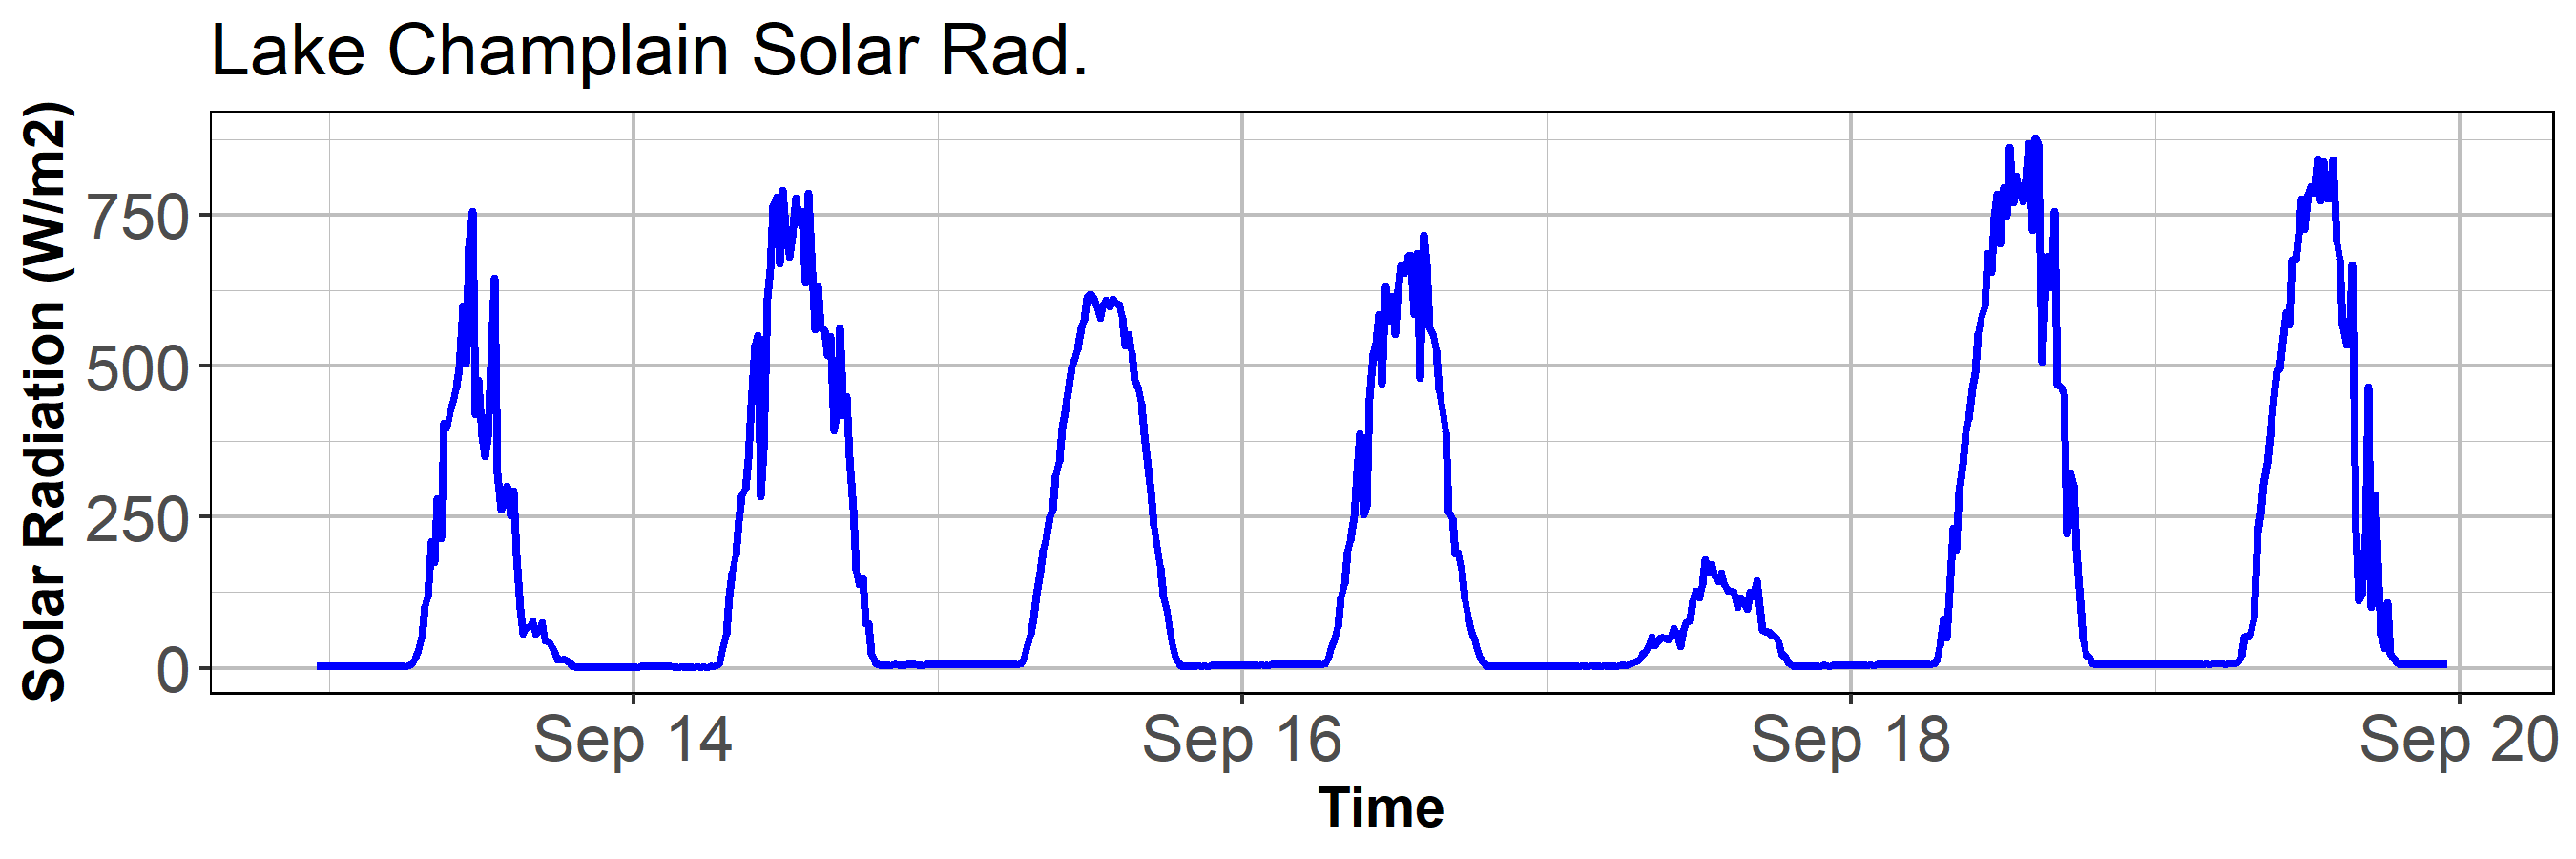 Lake Champlain Solar Rad.
Solar Radiation (W/m2)
750
500
250
0
Sep 14 Sep 16 Sep 18 Sep 20
Time